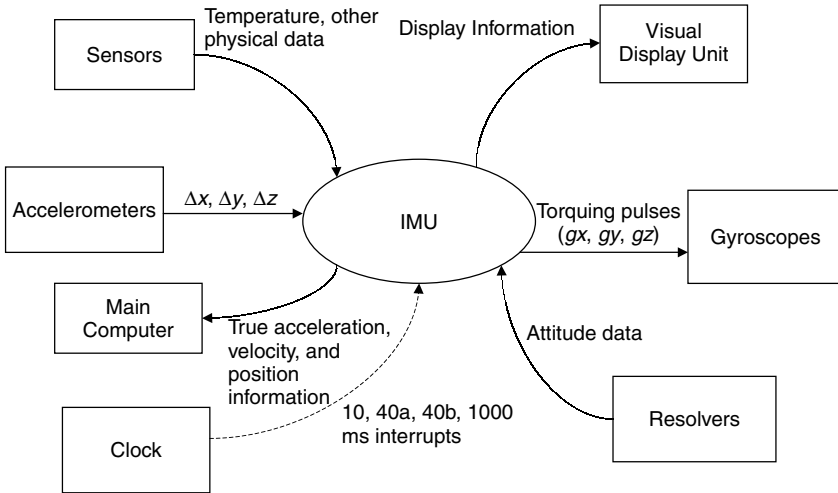 Temperature, other
physical data
Sensors
Display Information
Visual
Display Unit
Accelerometers
Δx, Δy, Δz
IMU
Torquing pulses
(gx, gy, gz)
Gyroscopes
Main
Computer
True acceleration,
velocity, and
position
information
Attitude data
Clock
10, 40a, 40b, 1000
ms interrupts
Resolvers